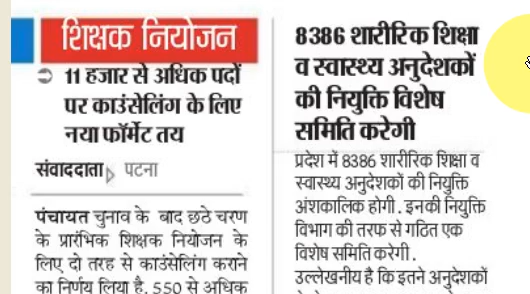 शिक्षक नियोजन
11 हजार से अधिक पदों
पर काउंसेलिंग के लिए
नया फॉर्मेट तय
संवाददाता पटना
पंचायत चुनाव के बाद छठे चरण
के प्रारंभिक शिक्षक नियोजन के
लिए दो तरह से काउंसेलिंग कराने
का निर्णय लिया है. 550 से अधिक
8386 शारीरिक शिक्षा
व स्वास्थ्य अनुदेशकों
की नियुक्ति विशेष
समिति करेगी
प्रदेश में 8386 शारीरिक शिक्षा व
स्वास्थ्य अनुदेशकों की नियुक्ति
अंशकालिक होगी. इनकी नियुक्ति
विभाग की तरफ से गठित एक
विशेष समिति करेगी.
उल्लेखनीय है कि इतने अनुदेशकों